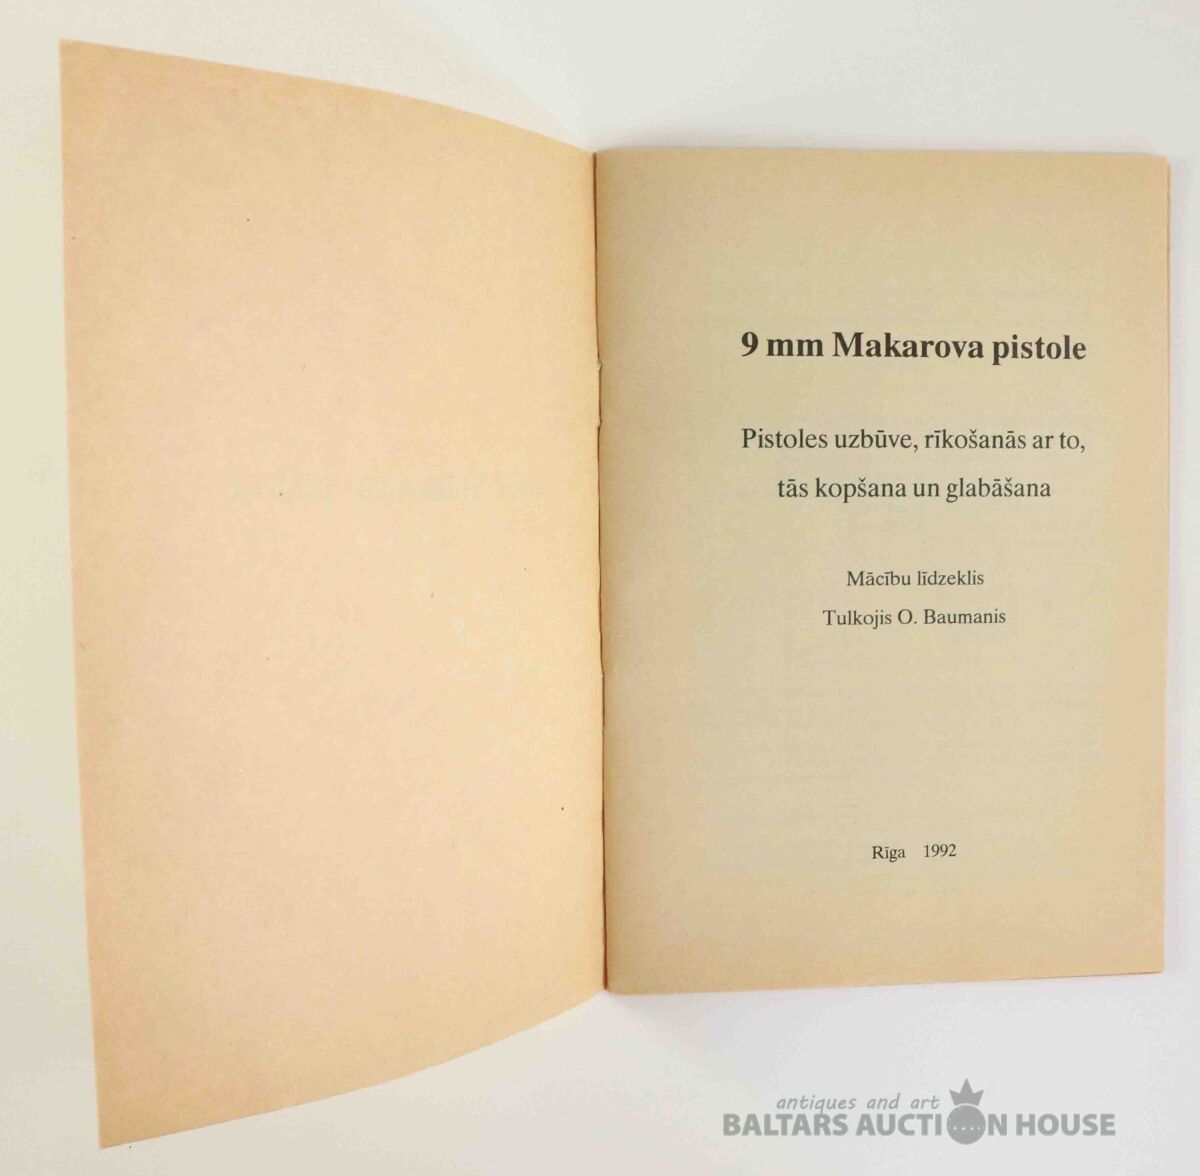 9 mm Makarova pistole
Pistoles uzbūve, rīkošanās ar to,
tās kopšana un glabāšana
Mācību līdzeklis
Tulkojis O. Baumanis
Rīga 1992
antiques and art
BALTARS AUCTION HOUSE